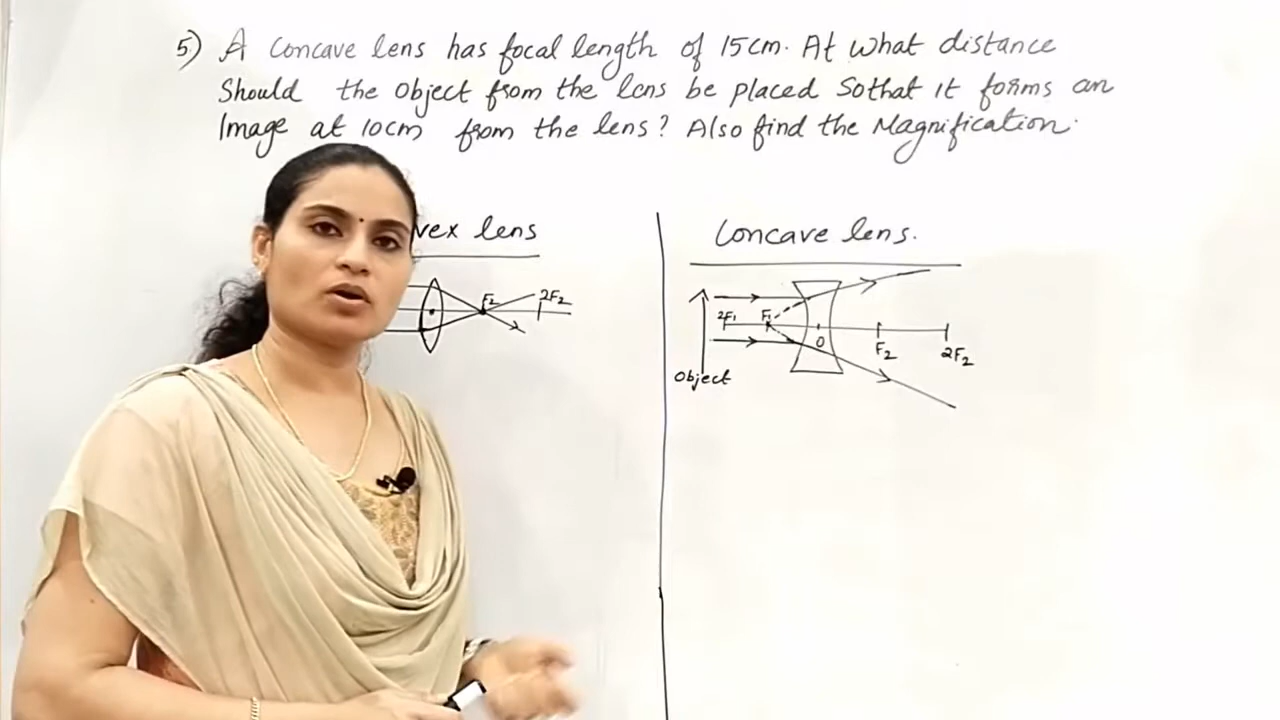 5) A Concave lens has focal length of 15cm. At what distance
Should the Object from the lens be placed Sothat It forms an
Image at 10cm from the lens? Also find the Magnification.
vex lens
F2
2F2
Concave lens.
2F1
F1
O
F2
2F2
Object